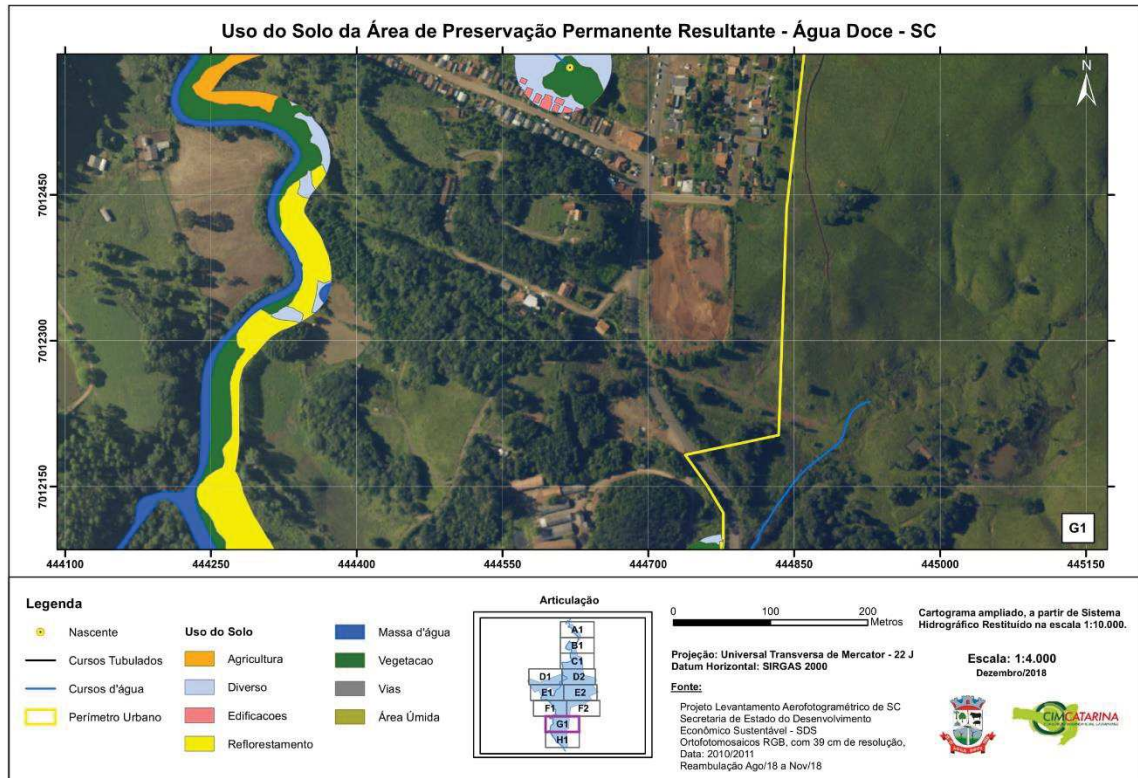 Uso do Solo da Área de Preservação Permanente Resultante - Água Doce - SC
N
7012450
7012300
7012150
G1
444100
444250
444400
444550
444700
444850
445000
445150
Legenda
Nascente
Cursos Tubulados
Cursos d'água
Perímetro Urbano
Uso do Solo
Agricultura
Diverso
Edificacoes
Reflorestamento
Massa d'água
Vegetacao
Vias
Área Úmida
Articulação
A1
B1
C1
D1
D2
E1
E2
F1
F2
G1
H1
0
100
200
Metros
Projeção: Universal Transversa de Mercator - 22 J
Datum Horizontal: SIRGAS 2000
Fonte:
Projeto Levantamento Aerofotogramétrico de SC
Secretaria de Estado do Desenvolvimento
Econômico Sustentável - SDS
Ortofotomosaicos RGB, com 39 cm de resolução,
Data: 2010/2011
Reambulação Ago/18 a Nov/18
Cartograma ampliado, a partir de Sistema
Hidrográfico Restituído na escala 1:10.000.
Escala: 1:4.000
Dezembro/2018
CIMCATARINA